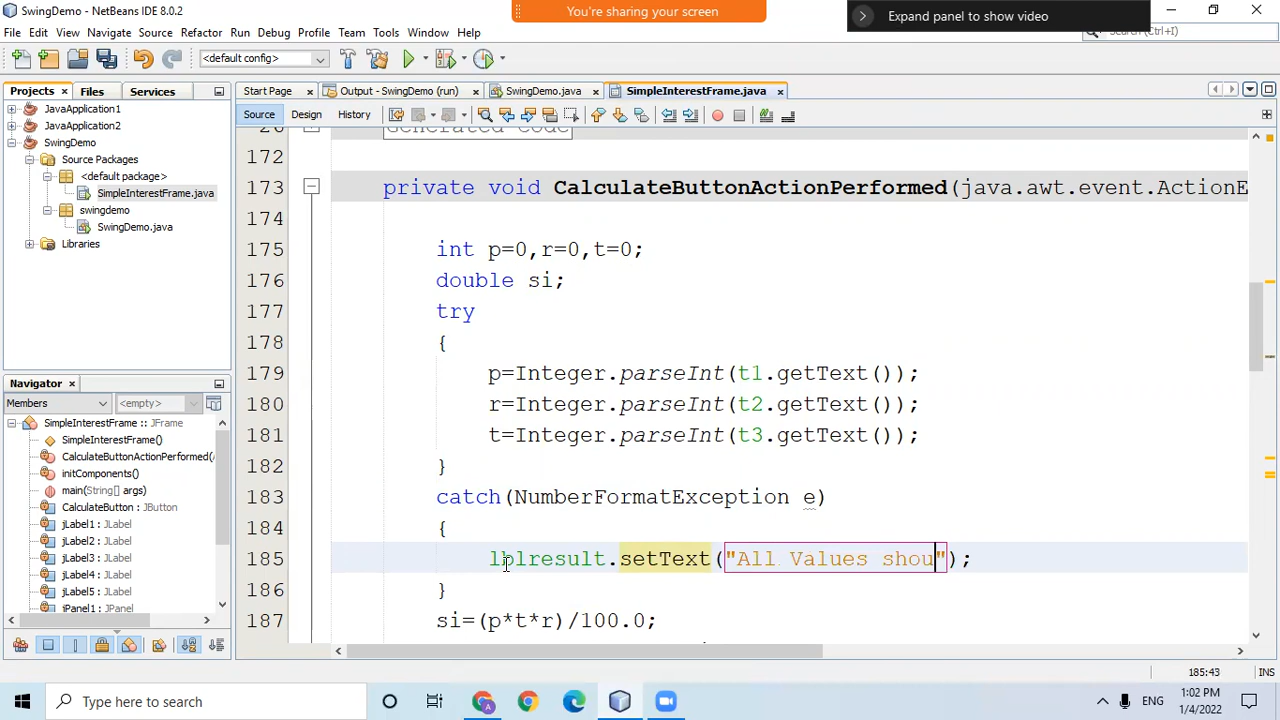 SwingDemo - NetBeans IDE 8.0.2
You're sharing your screen
Expand panel to show video
File Edit View Navigate Source Refactor Run Debug Profile Team Tools Window Help
Search (Ctrl+I)
<default config>
Projects Files Services
Start Page Output - SwingDemo (run) SwingDemo.java SimpleInterestFrame.java
Source Design History
JavaApplication1
JavaApplication2
SwingDemo
Source Packages
<default package>
SimpleInterestFrame.java
swingdemo
SwingDemo.java
Libraries
Navigator
Members <empty>
SimpleInterestFrame :: JFrame
SimpleInterestFrame()
CalculateButtonActionPerformed(
initComponents()
main(String[] args)
CalculateButton : JButton
jLabel1 : JLabel
jLabel2 : JLabel
jLabel3 : JLabel
jLabel4 : JLabel
jLabel5 : JLabel
jPanel1 : JPanel
Generated Code
172
173 private void CalculateButtonActionPerformed(java.awt.event.ActionE
174
175 int p=0,r=0,t=0;
176 double si;
177 try
178 {
179 p=Integer.parseInt(t1.getText());
180 r=Integer.parseInt(t2.getText());
181 t=Integer.parseInt(t3.getText());
182 }
183 catch(NumberFormatException e)
184 {
185 lblresult.setText("All Values shou");
186 }
187 si=(p*t*r)/100.0;
185:43 INS
Type here to search
ENG
1:02 PM
1/4/2022